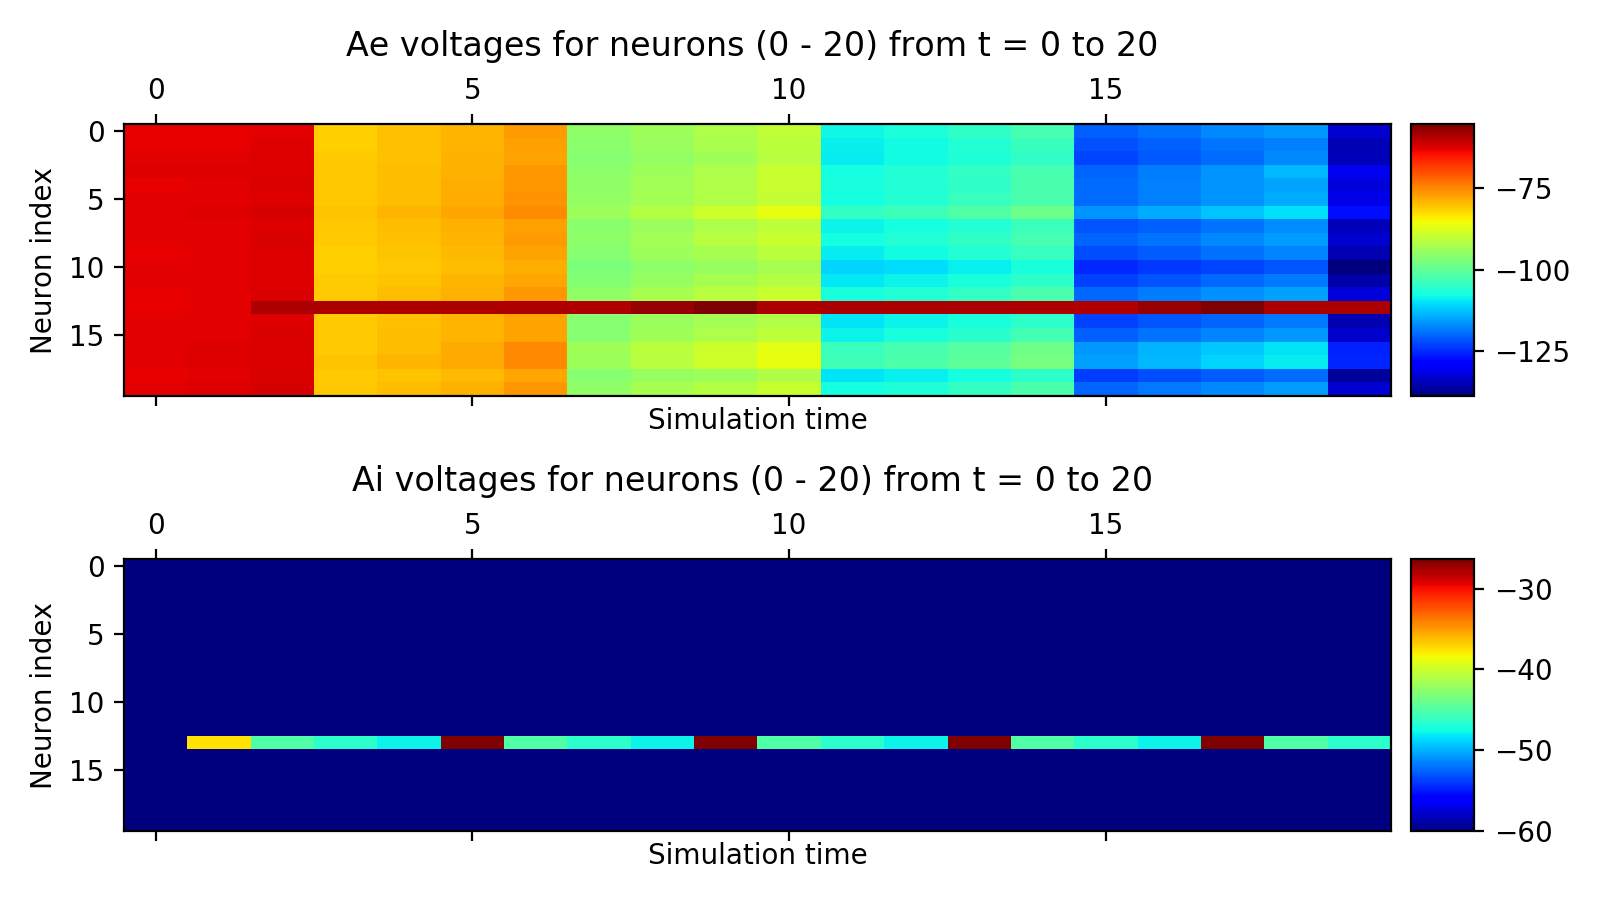 Ae voltages for neurons (0 - 20) from t = 0 to 20
0 5 10 15
Neuron index
0
5
10
15
Simulation time
−75
−100
−125
Ai voltages for neurons (0 - 20) from t = 0 to 20
0 5 10 15
Neuron index
0
5
10
15
Simulation time
−30
−40
−50
−60